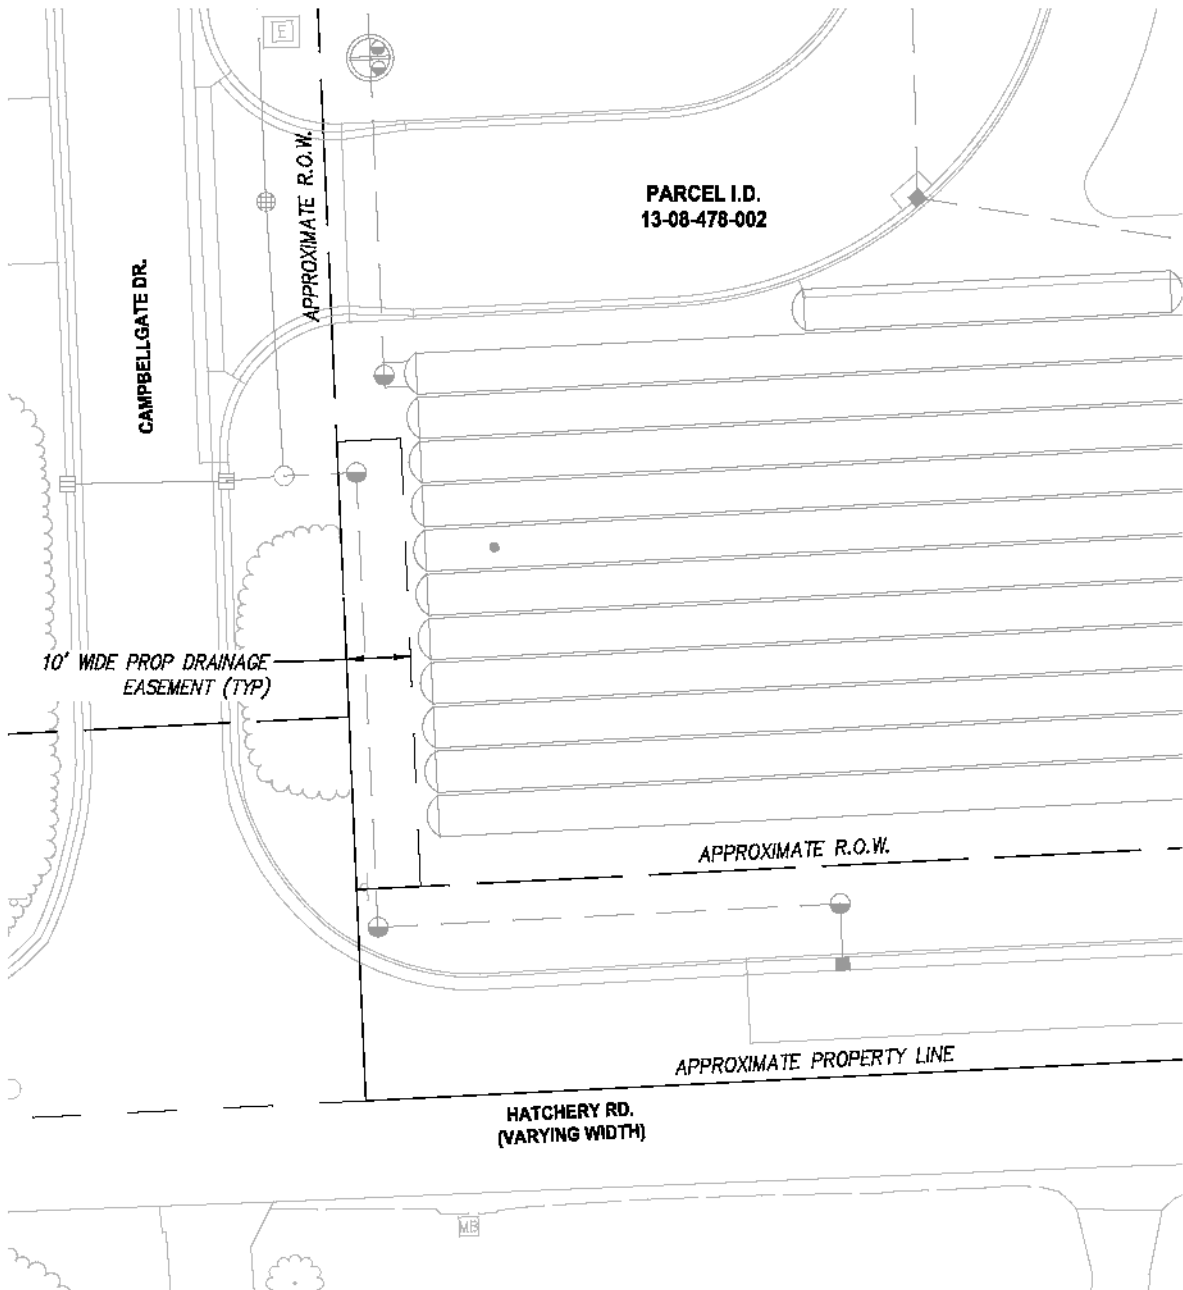 E
APPROXIMATE R.O.W.
PARCEL I.D.
13-08-478-002
CAMPBELLGATE DR.
10' WIDE PROP DRAINAGE
EASEMENT (TYP)
APPROXIMATE R.O.W.
APPROXIMATE PROPERTY LINE
HATCHERY RD.
(VARYING WIDTH)
MB